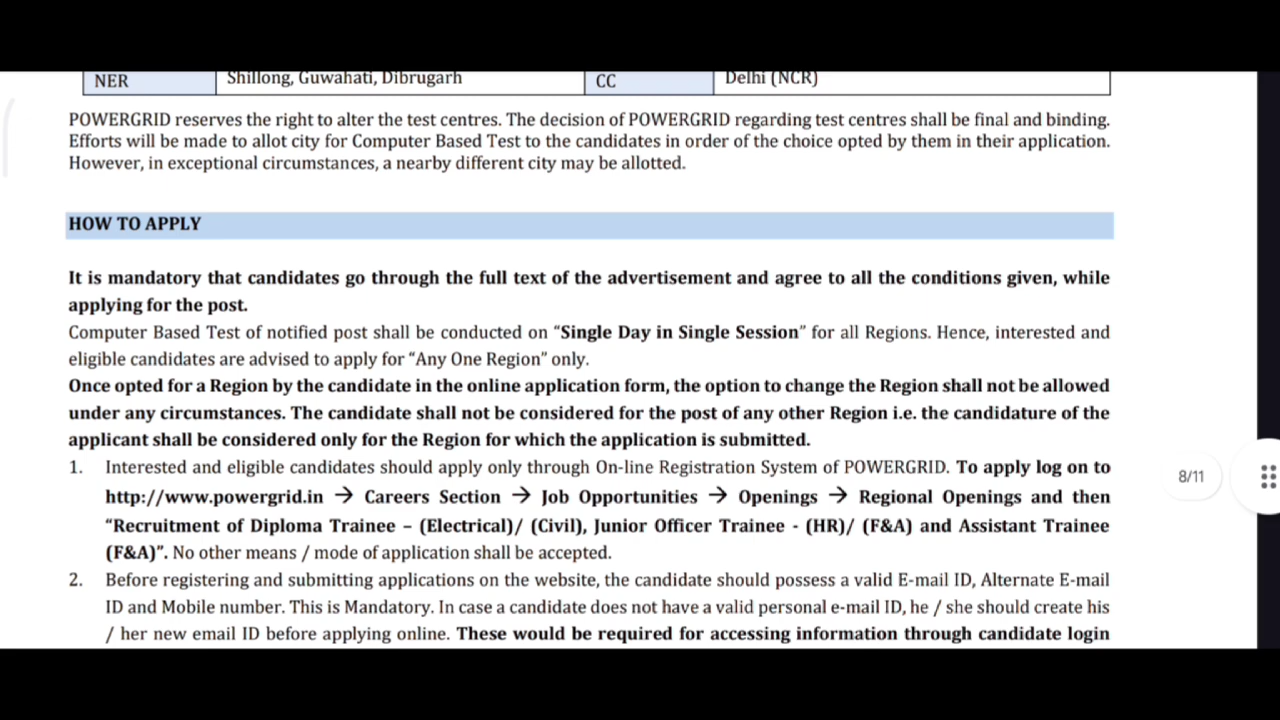 NER Shillong, Guwahati, Dibrugarh CC Delhi (NCR)
POWERGRID reserves the right to alter the test centres. The decision of POWERGRID regarding test centres shall be final and binding.
Efforts will be made to allot city for Computer Based Test to the candidates in order of the choice opted by them in their application.
However, in exceptional circumstances, a nearby different city may be allotted.
HOW TO APPLY
It is mandatory that candidates go through the full text of the advertisement and agree to all the conditions given, while
applying for the post.
Computer Based Test of notified post shall be conducted on “Single Day in Single Session” for all Regions. Hence, interested and
eligible candidates are advised to apply for “Any One Region” only.
Once opted for a Region by the candidate in the online application form, the option to change the Region shall not be allowed
under any circumstances. The candidate shall not be considered for the post of any other Region i.e. the candidature of the
applicant shall be considered only for the Region for which the application is submitted.
1. Interested and eligible candidates should apply only through On-line Registration System of POWERGRID. To apply log on to
http://www.powergrid.in → Careers Section → Job Opportunities → Openings → Regional Openings and then
“Recruitment of Diploma Trainee – (Electrical)/ (Civil), Junior Officer Trainee - (HR)/ (F&A) and Assistant Trainee
(F&A)”. No other means / mode of application shall be accepted.
8/11
2. Before registering and submitting applications on the website, the candidate should possess a valid E-mail ID, Alternate E-mail
ID and Mobile number. This is Mandatory. In case a candidate does not have a valid personal e-mail ID, he / she should create his
/ her new email ID before applying online. These would be required for accessing information through candidate login